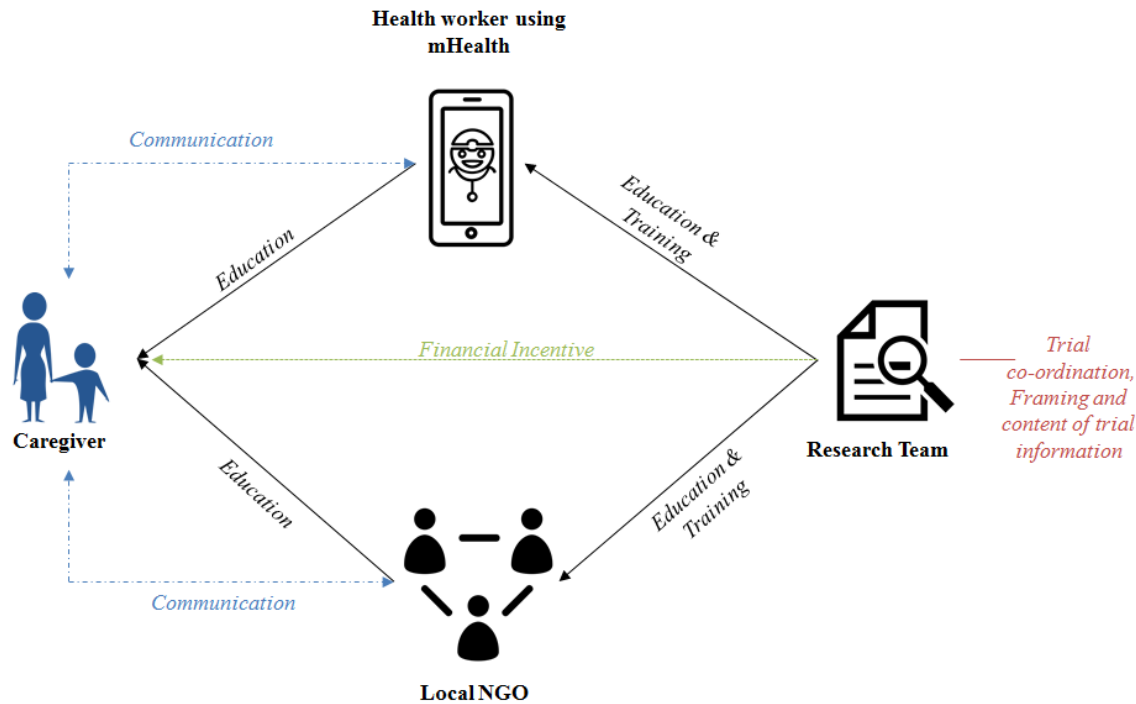 Health worker using
mHealth
Communication
Education &
Training
Education
Financial Incentive
Trial
co-ordination,
Framing and
content of trial
information
Caregiver
Research Team
Education
Education &
Training
Communication
Local NGO